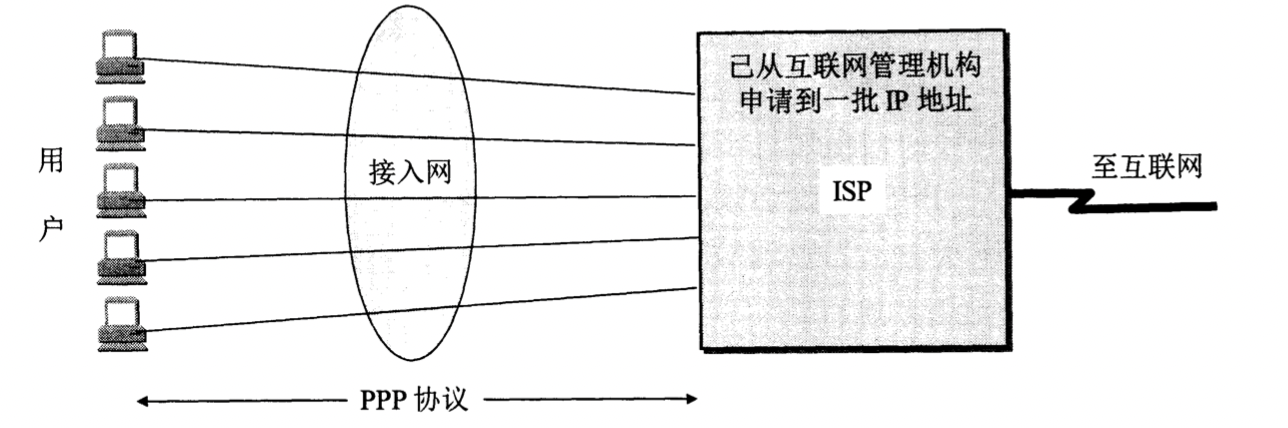 已从互联网管理机构
申请到一批 IP 地址
用
户
接入网
ISP
至互联网
PPP 协议